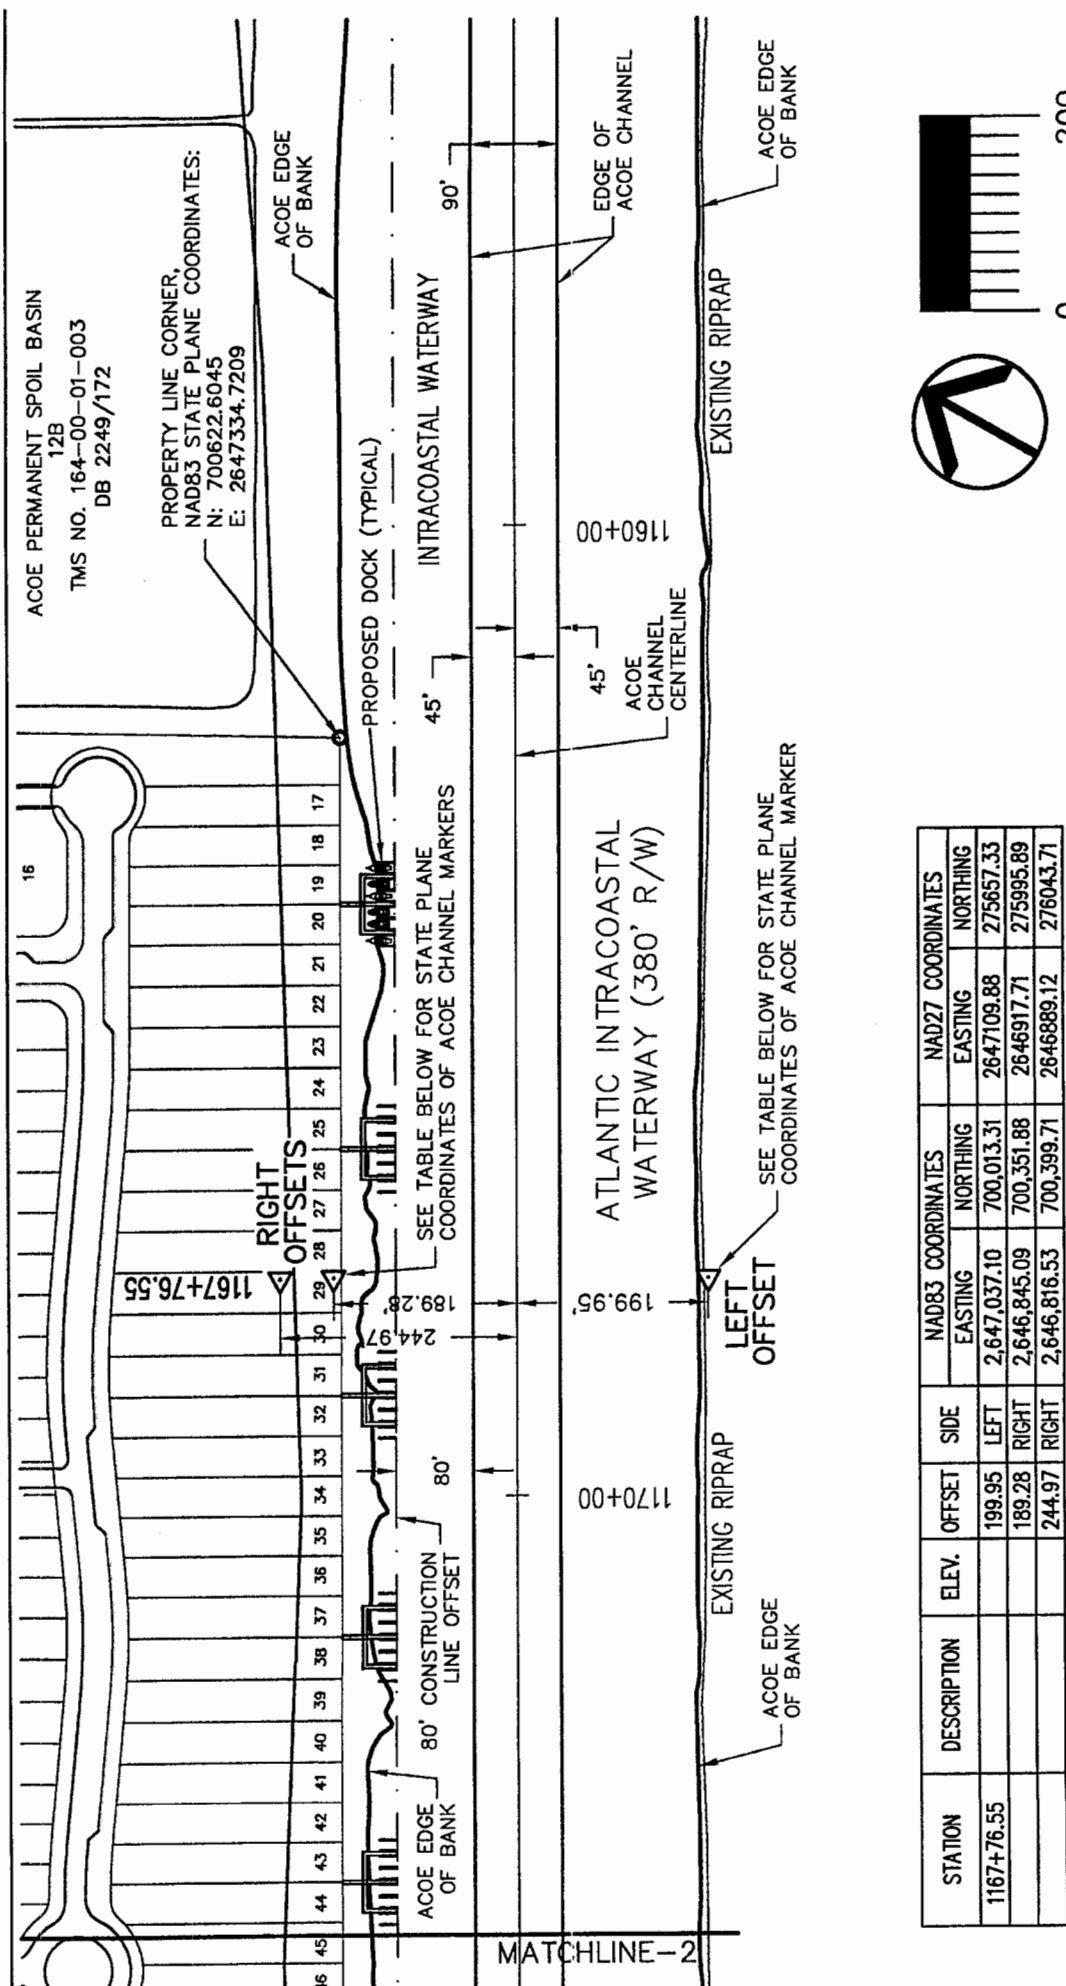 ACOE PERMANENT SPOIL BASIN
12B
TMS NO. 164-00-01-003
DB 2249/172
PROPERTY LINE CORNER,
NAD83 STATE PLANE COORDINATES:
N: 700622.6045
E: 2647334.7209
ACOE EDGE
OF BANK
16
17
18
19
20
21
22
23
24
25
26
27
28
29
30
31
32
33
34
35
36
37
38
39
40
41
42
43
44
45
PROPOSED DOCK (TYPICAL)
INTRACOASTAL WATERWAY
90'
EDGE OF
ACOE CHANNEL
ACOE EDGE
OF BANK
EXISTING RIPRAP
1160+00
45'
45'
ACOE
CHANNEL
CENTERLINE
SEE TABLE BELOW FOR STATE PLANE
COORDINATES OF ACOE CHANNEL MARKERS
ATLANTIC INTRACOASTAL
WATERWAY (380' R/W)
SEE TABLE BELOW FOR STATE PLANE
COORDINATES OF ACOE CHANNEL MARKER
RIGHT
OFFSETS
1167+76.55
189.28'
244.97
199.95'
LEFT
OFFSET
80'
1170+00
80' CONSTRUCTION
LINE OFFSET
EXISTING RIPRAP
ACOE EDGE
OF BANK
ACOE EDGE
OF BANK
MATCHLINE-2
0
STATION DESCRIPTION ELEV. OFFSET SIDE NAD83 COORDINATES NAD27 COORDINATES
EASTING NORTHING EASTING NORTHING
1167+76.55 199.95 LEFT 2,647,037.10 700,013.31 2647109.88 275657.33
189.28 RIGHT 2,646,845.09 700,351.88 2646917.71 275995.89
244.97 RIGHT 2,646,816.53 700,399.71 2646889.12 276043.71